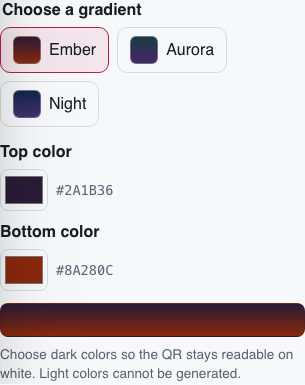 Choose a gradient
Ember
Aurora
Night
Top color
#2A1B36
Bottom color
#8A280C
Choose dark colors so the QR stays readable on
white. Light colors cannot be generated.